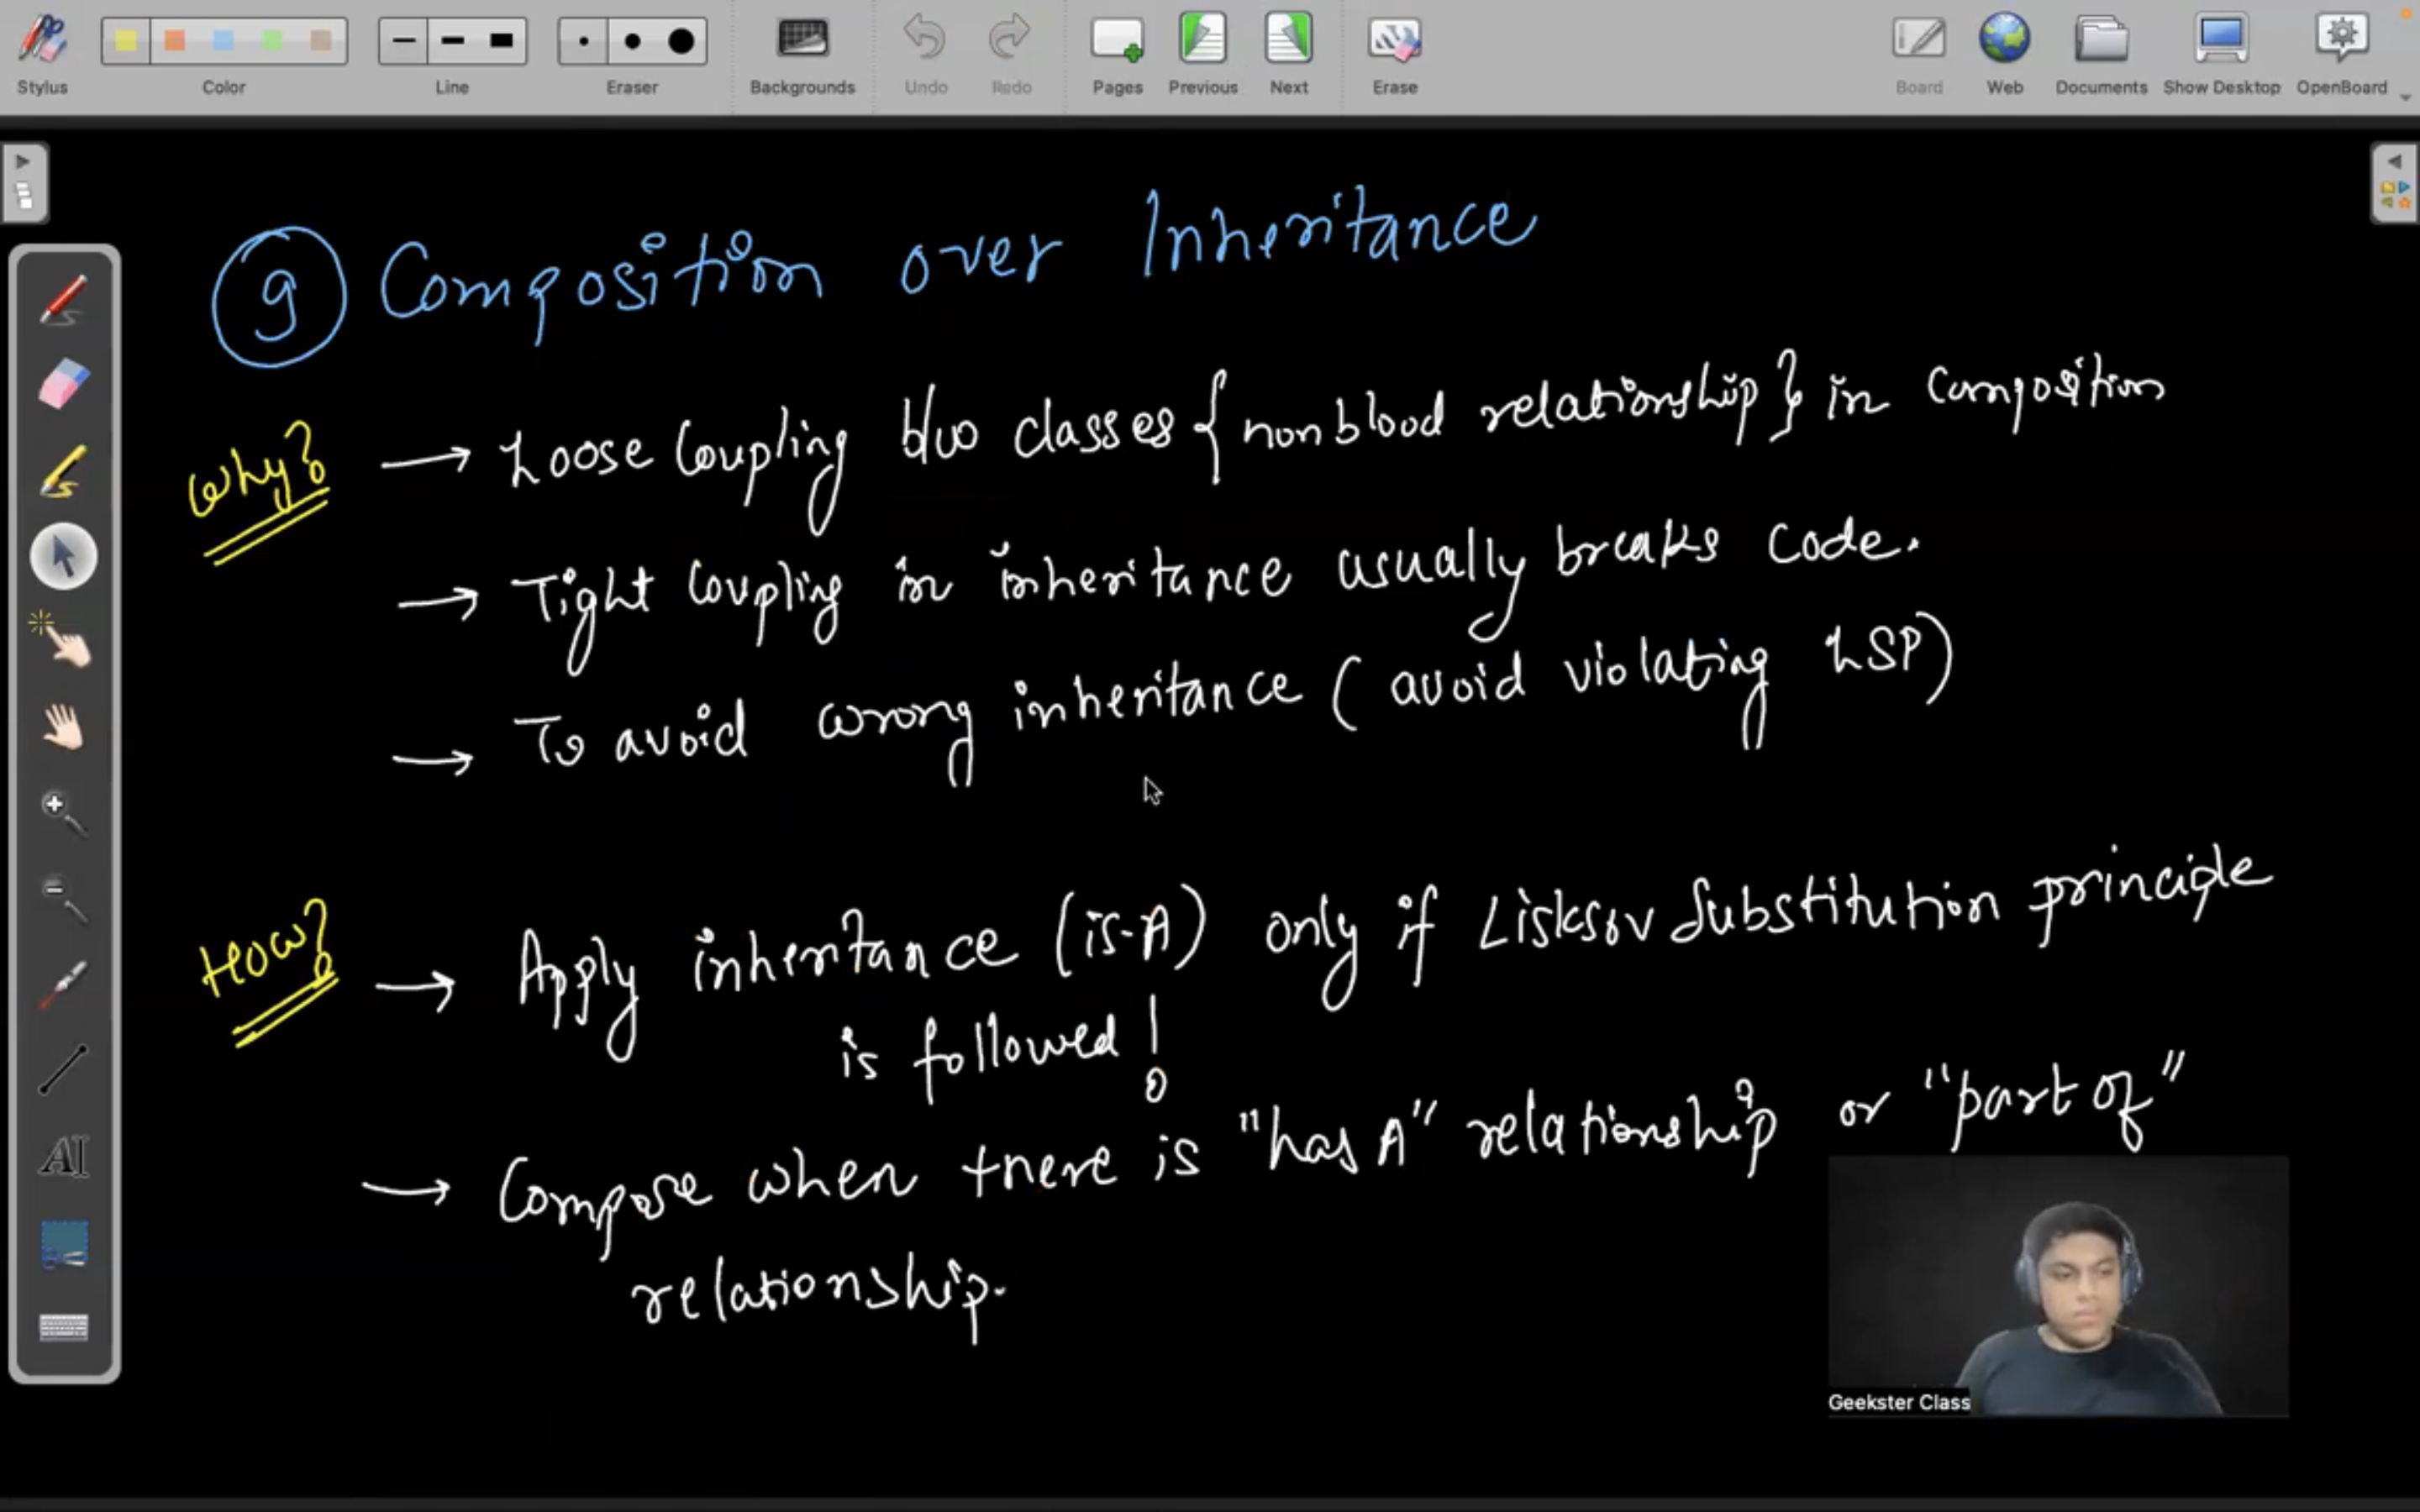 Stylus Color Line Eraser Backgrounds Undo Redo Pages Previous Next Erase Board Web Documents Show Desktop OpenBoard
9 Composition over Inheritance
Why? → Loose Coupling b/w classes { non blood relationship } in composition
→ Tight Coupling in inheritance usually breaks code.
→ To avoid wrong inheritance ( avoid violating LSP)
How? → Apply inheritance (is-A) only if Lisksov Substitution principle
is followed !
→ Compose when there is "has A" relationship or "part of"
relationship.
AI
Geekster Class